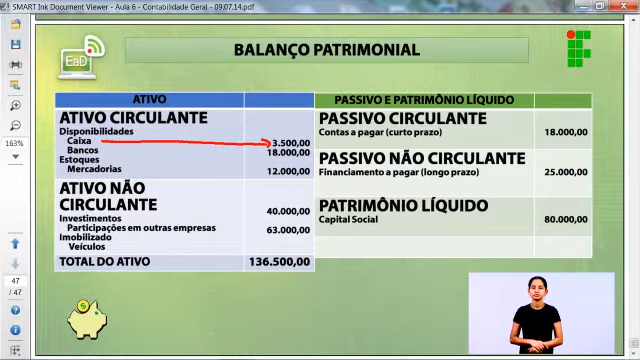 SMART Ink Document Viewer - Aula 6 - Contabilidade Geral - 09.07.14.pdf
EaD
BALANÇO PATRIMONIAL
163%
ATIVO
ATIVO CIRCULANTE
Disponibilidades
Caixa 3.500,00
Bancos 18.000,00
Estoques
Mercadorias 12.000,00
ATIVO NÃO
CIRCULANTE
Investimentos 40.000,00
Participações em outras empresas
Imobilizado 63.000,00
Veículos
TOTAL DO ATIVO 136.500,00
PASSIVO E PATRIMÔNIO LÍQUIDO
PASSIVO CIRCULANTE
Contas a pagar (curto prazo) 18.000,00
PASSIVO NÃO CIRCULANTE
Financiamento a pagar (longo prazo) 25.000,00
PATRIMÔNIO LÍQUIDO
Capital Social 80.000,00
47
/ 47